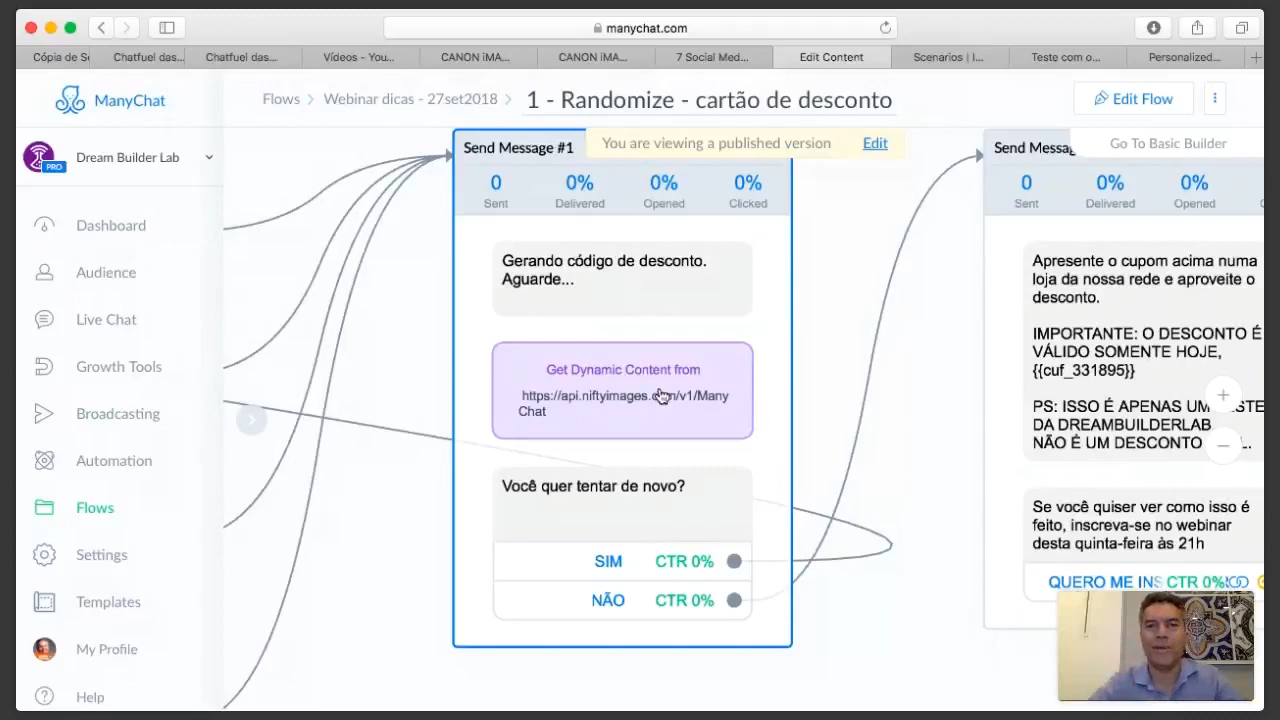 manychat.com
Cópia de Se
Chatfuel das...
Chatfuel das...
Vídeos - You...
CANON iMA...
CANON iMA...
7 Social Med...
Edit Content
Scenarios | I...
Teste com o...
Personalized...
ManyChat
Flows
Webinar dicas - 27set2018
1 - Randomize - cartão de desconto
Edit Flow
PRO
Dream Builder Lab
You are viewing a published version
Edit
Go To Basic Builder
Dashboard
Audience
Live Chat
Growth Tools
Broadcasting
Automation
Flows
Settings
Templates
My Profile
Help
Send Message #1
0
0%
0%
0%
Sent
Delivered
Opened
Clicked
Gerando código de desconto.
Aguarde...
Get Dynamic Content from
https://api.niftyimages.com/v1/Many
Chat
Você quer tentar de novo?
SIM CTR 0%
NÃO CTR 0%
Send Messag
0
0%
0%
Sent
Delivered
Opened
Apresente o cupom acima numa
loja da nossa rede e aproveite o
desconto.
IMPORTANTE: O DESCONTO É
VÁLIDO SOMENTE HOJE,
{{cuf_331895}}
PS: ISSO É APENAS UM
DA DREAMBUILDERLAB
NÃO É UM DESCONTO
Se você quiser ver como isso é
feito, inscreva-se no webinar
desta quinta-feira às 21h
QUERO ME INS CTR 0%